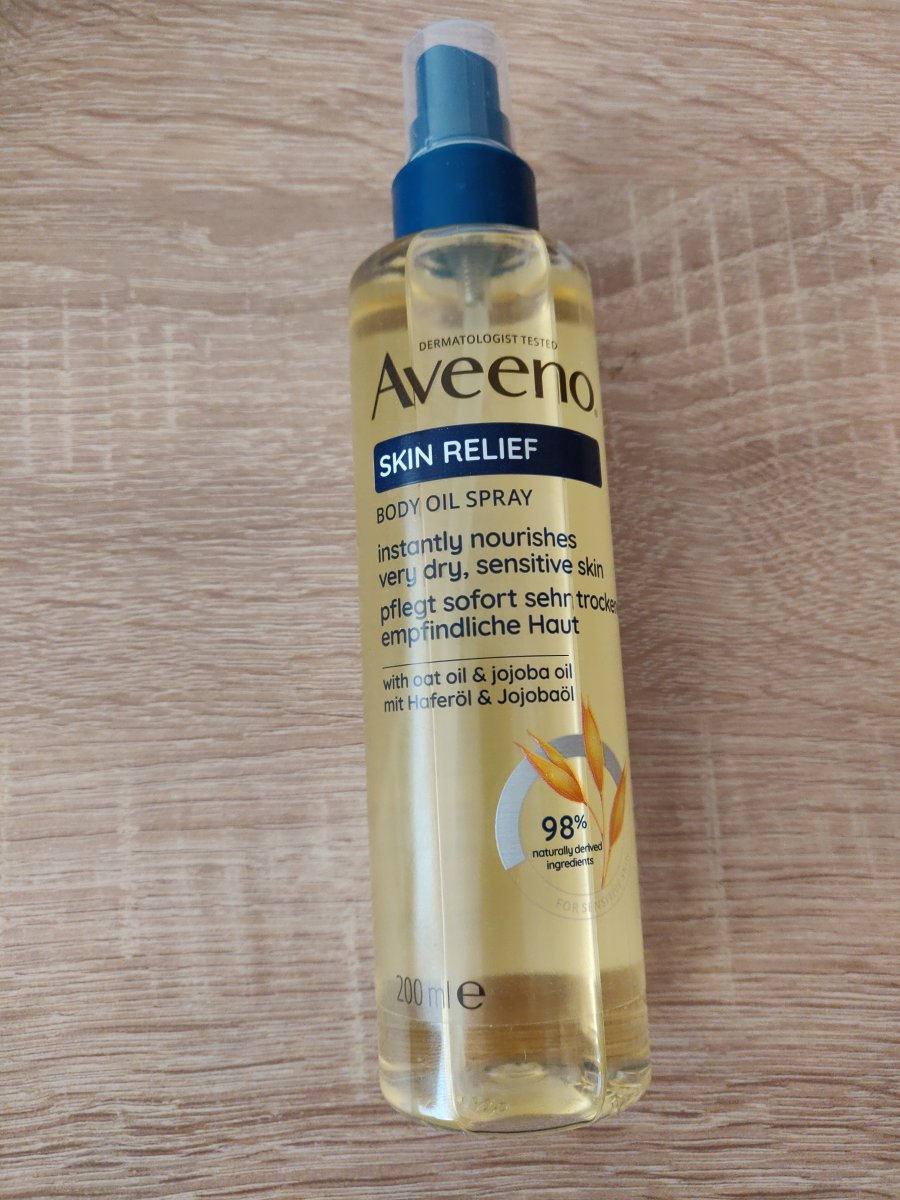 DERMATOLOGIST TESTED
Aveeno
SKIN RELIEF
BODY OIL SPRAY
instantly nourishes
very dry, sensitive skin
pflegt sofort sehr
empfindliche Haut
with oat oil & jojoba oil
mit Haferöl & Jojobaöl
98%
naturally derived
ingredients
FOR
200 ml e